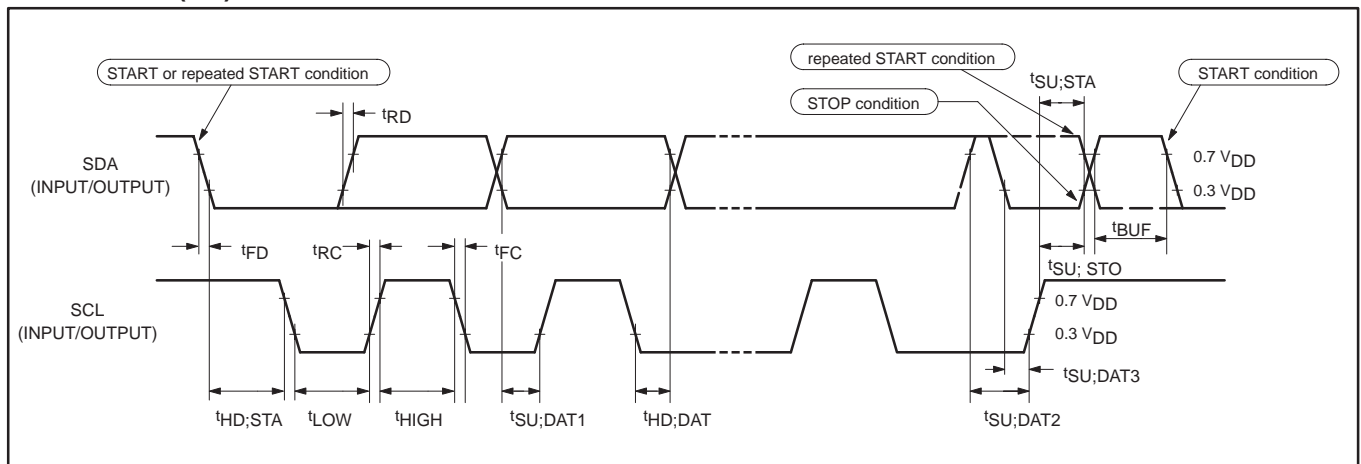 START or repeated START condition
repeated START condition
tSU;STA
START condition
STOP condition
tRD
SDA
(INPUT/OUTPUT)
0.7 VDD
0.3 VDD
tFD
tRC
tFC
tBUF
tSU; STO
SCL
(INPUT/OUTPUT)
0.7 VDD
0.3 VDD
tSU;DAT3
tHD;STA
tLOW
tHIGH
tSU;DAT1
tHD;DAT
tSU;DAT2